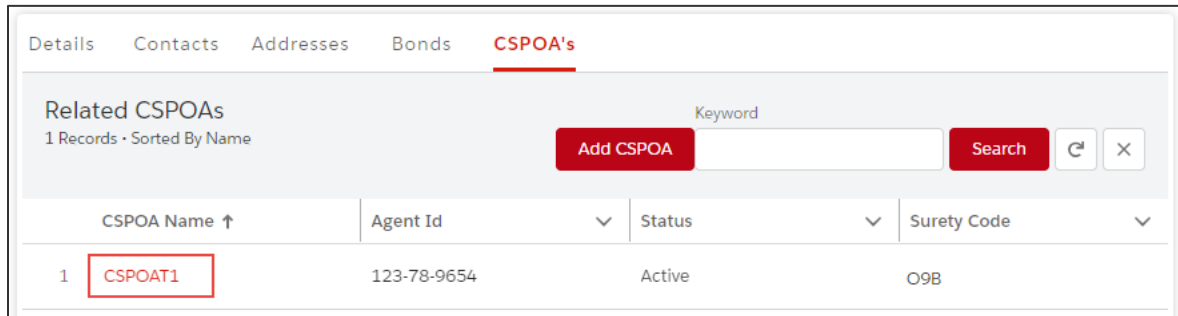 Details Contacts Addresses Bonds CSPOA's
Related CSPOAs
Keyword
1 Records • Sorted By Name
Add CSPOA Search
CSPOA Name ↑ Agent Id Status Surety Code
1 CSPOAT1 123-78-9654 Active O9B